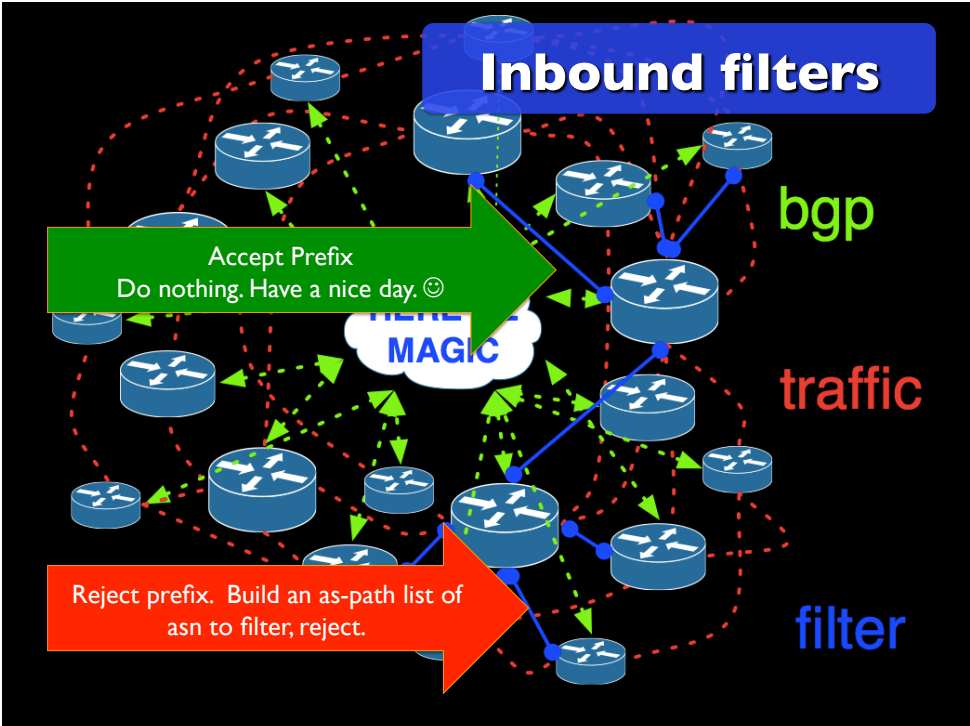 Inbound filters
bgp
Accept Prefix
Do nothing. Have a nice day. ☺
MAGIC
traffic
Reject prefix.  Build an as-path list of
asn to filter, reject.
filter